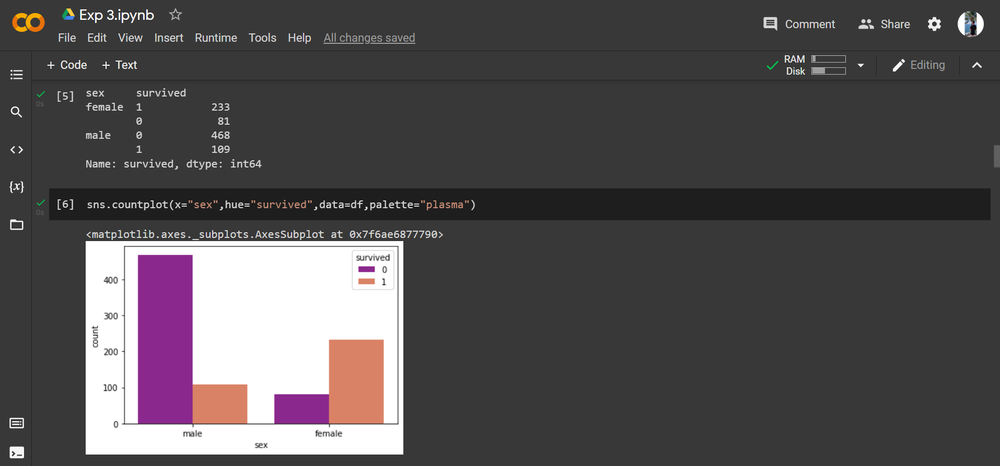 Exp 3.ipynb
File Edit View Insert Runtime Tools Help All changes saved
Comment Share
+ Code + Text
RAM
Disk
Editing
[5] sex     survived
0s
female  1           233
        0            81
male    0           468
        1           109
Name: survived, dtype: int64
[6] sns.countplot(x="sex",hue="survived",data=df,palette="plasma")
0s
<matplotlib.axes._subplots.AxesSubplot at 0x7f6ae6877790>
survived
0
1
400
300
200
100
0
count
male female
sex
{x}